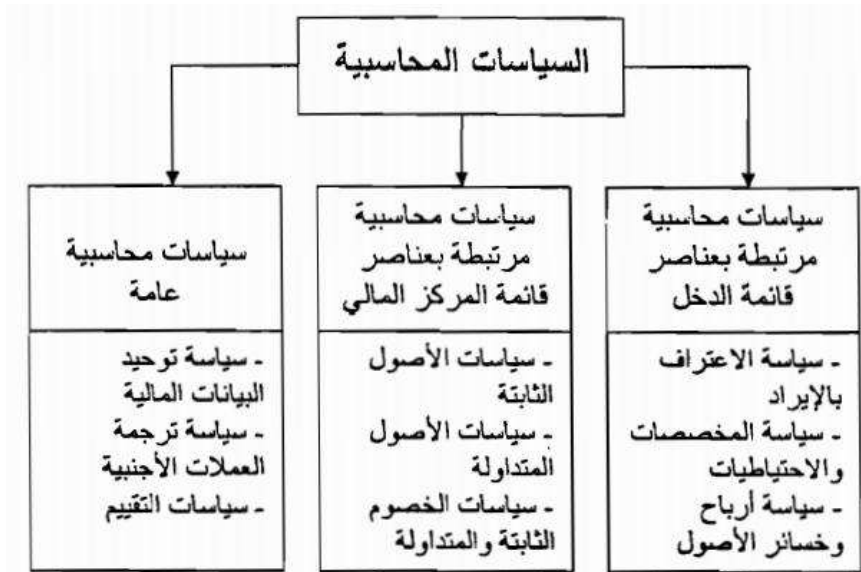 السياسات المحاسبية
سياسات محاسبية
مرتبطة بعناصر
قائمة الدخل
- سياسة الاعتراف
بالإيراد
- سياسة المخصصات
والاحتياطيات
- سياسة أرباح
وخسائر الأصول
سياسات محاسبية
مرتبطة بعناصر
قائمة المركز المالي
- سياسات الأصول
الثابتة
- سياسات الأصول
المتداولة
- سياسات الخصوم
الثابتة والمتداولة
سياسات محاسبية
عامة
- سياسة توحيد
البيانات المالية
- سياسة ترجمة
العملات الأجنبية
- سياسات التقييم